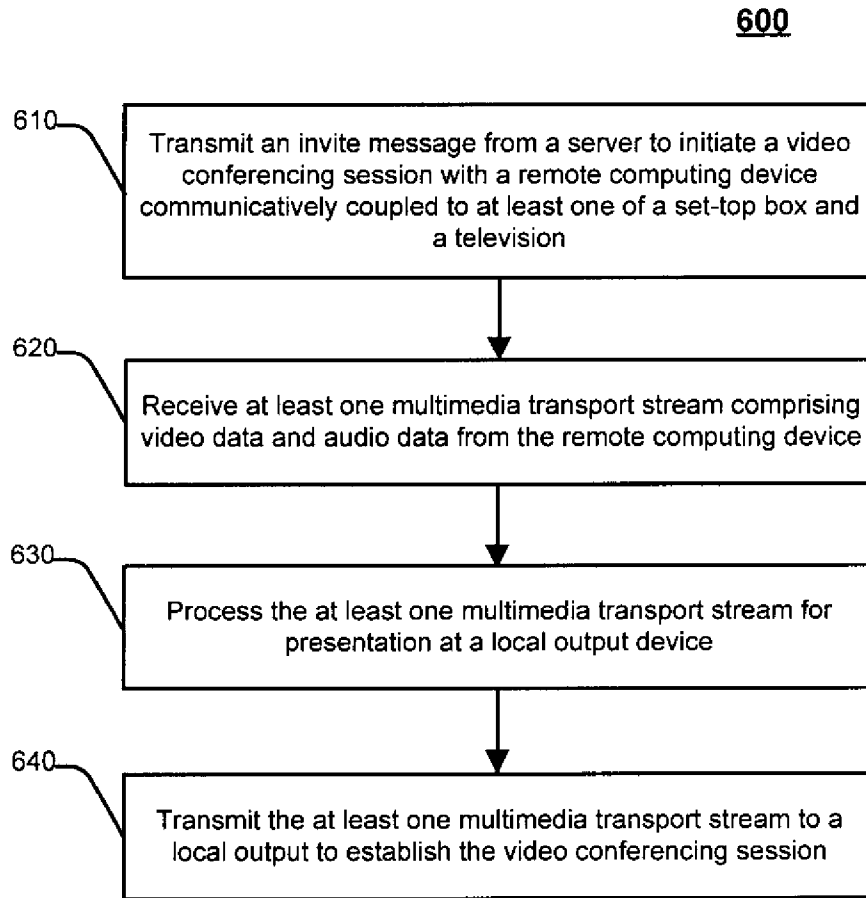 600
610
Transmit an invite message from a server to initiate a video
conferencing session with a remote computing device
communicatively coupled to at least one of a set-top box and
a television
620
Receive at least one multimedia transport stream comprising
video data and audio data from the remote computing device
630
Process the at least one multimedia transport stream for
presentation at a local output device
640
Transmit the at least one multimedia transport stream to a
local output to establish the video conferencing session